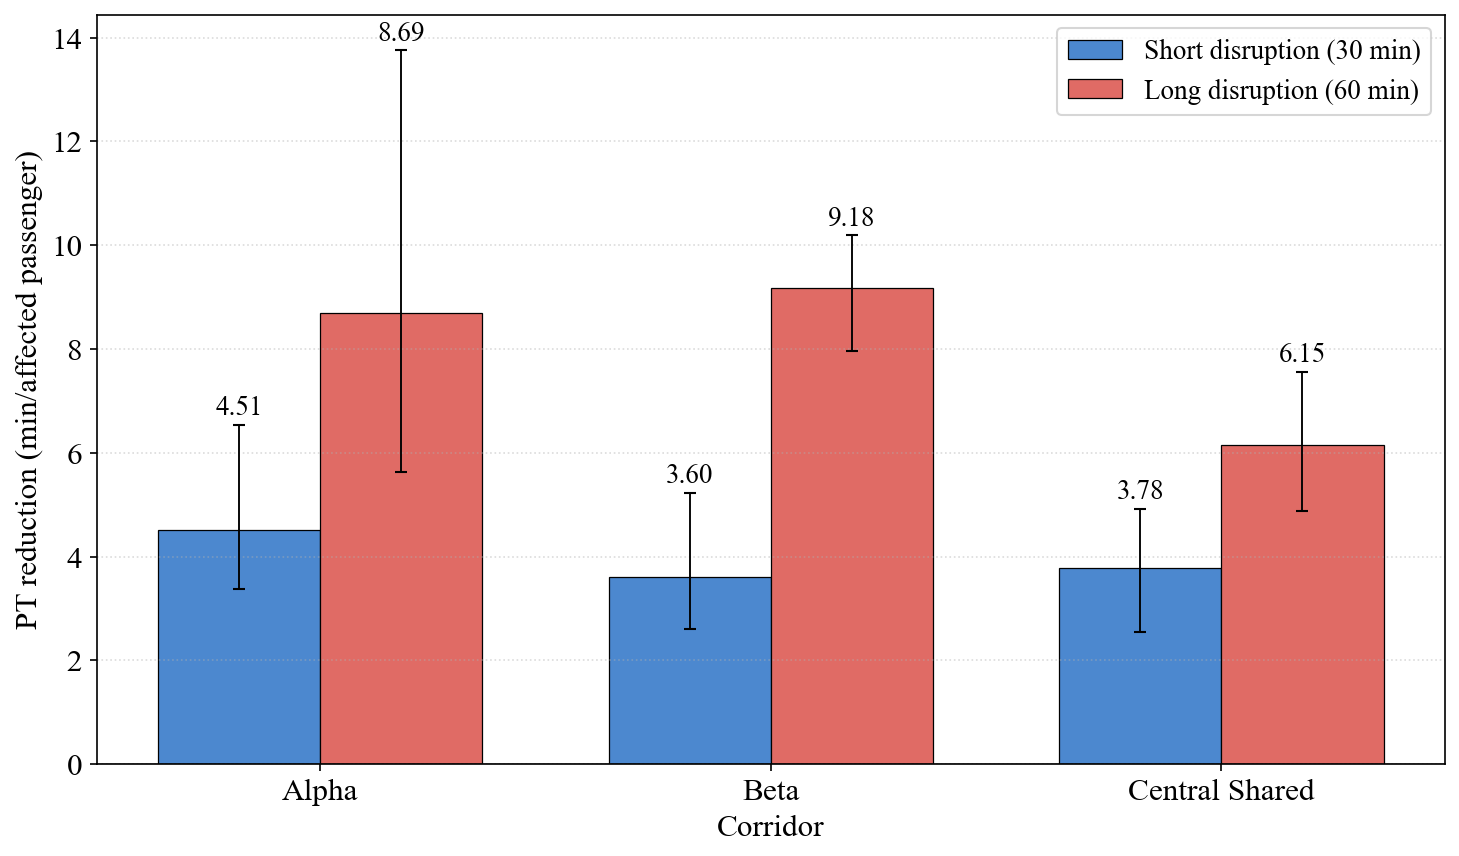 8.69
14
Short disruption (30 min)
Long disruption (60 min)
12
9.18
10
8
6.15
4.51
6
3.60
3.78
4
2
0
PT reduction (min/affected passenger)
Alpha
Beta
Central Shared
Corridor